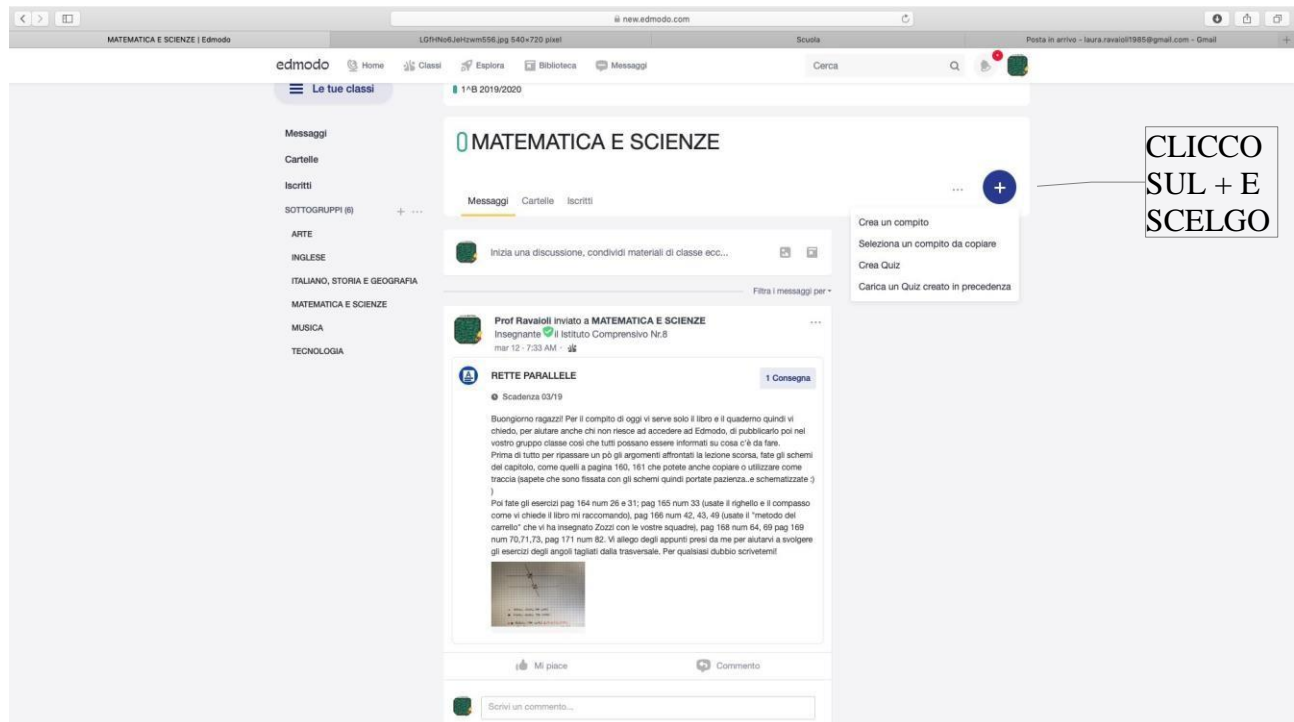 new.edmodo.com
MATEMATICA E SCIENZE | Edmodo
LGfHNo6JeHzwm556.jpg 540×720 pixel
Scuola
Posta in arrivo - laura.ravaioli1985@gmail.com - Gmail
edmodo Home Classi Esplora Biblioteca Messaggi Cerca
Le tue classi
1^B 2019/2020
Messaggi
Cartelle
Iscritti
SOTTOGRUPPI (6) + ...
ARTE
INGLESE
ITALIANO, STORIA E GEOGRAFIA
MATEMATICA E SCIENZE
MUSICA
TECNOLOGIA
MATEMATICA E SCIENZE
... +
Messaggi Cartelle Iscritti
Crea un compito
Seleziona un compito da copiare
Crea Quiz
Carica un Quiz creato in precedenza
CLICCO
SUL + E
SCELGO
Inizia una discussione, condividi materiali di classe ecc...
Filtra i messaggi per
Prof Ravaioli inviato a MATEMATICA E SCIENZE ...
Insegnante il Istituto Comprensivo Nr.8
mar 12 · 7:33 AM ·
RETTE PARALLELE
1 Consegna
Scadenza 03/19
Buongiorno ragazzi! Per il compito di oggi vi serve solo il libro e il quaderno quindi vi
chiedo, per aiutare anche chi non riesce ad accedere ad Edmodo, di pubblicarlo poi nel
vostro gruppo classe così che tutti possano essere informati su cosa c'è da fare.
Prima di tutto per ripassare un pò gli argomenti affrontati la lezione scorsa, fate gli schemi
del capitolo, come quelli a pagina 160, 161 che potete anche copiare o utilizzare come
traccia (sapete che sono fissata con gli schemi quindi portate pazienza..e schematizzate :)
)
Poi fate gli esercizi pag 164 num 26 e 31; pag 165 num 33 (usate il righello e il compasso
come vi chiede il libro mi raccomando), pag 166 num 42, 43, 49 (usate il "metodo del
carrello" che vi ha insegnato Zozzi con le vostre squadre), pag 168 num 64, 69 pag 169
num 70,71,73, pag 171 num 82. Vi allego degli appunti presi da me per aiutarvi a svolgere
gli esercizi degli angoli tagliati dalla trasversale. Per qualsiasi dubbio scrivetemi!
Mi piace
Commento
Scrivi un commento...